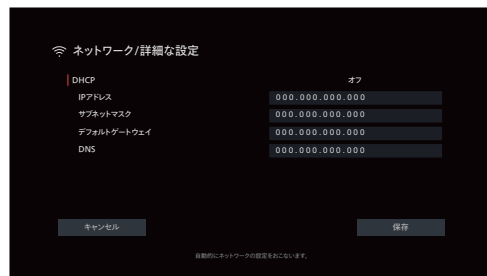 ネットワーク/詳細な設定
DHCP オフ
IPアドレス 000.000.000.000
サブネットマスク 000.000.000.000
デフォルトゲートウェイ 000.000.000.000
DNS 000.000.000.000
キャンセル 保存
自動的にネットワークの設定をおこないます。